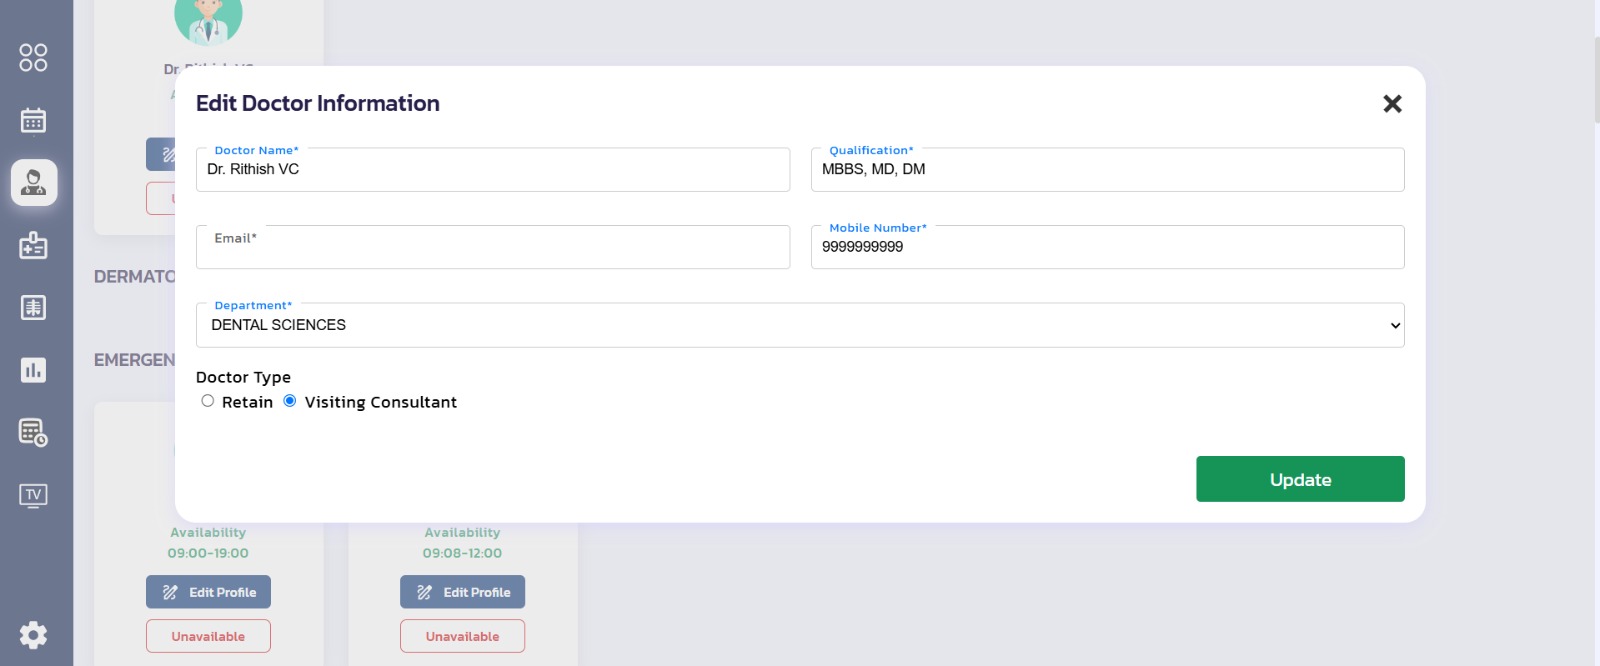 Edit Doctor Information
Doctor Name*
Dr. Rithish VC
Qualification*
MBBS, MD, DM
Email*
Mobile Number*
9999999999
Department*
DENTAL SCIENCES
Doctor Type
Retain
Visiting Consultant
Update
Dr.
DERMATO
EMERGEN
TV
Availability
09:00-19:00
Edit Profile
Unavailable
Availability
09:08-12:00
Edit Profile
Unavailable